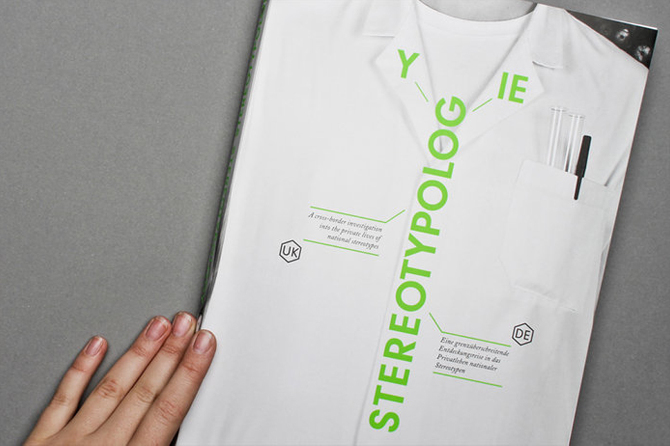 Y IE
STEREOTYPOLOG
A cross-border investigation
into the private lives of
national stereotypes
UK
DE
Eine grenzüberschreitende
Entdeckungsreise in das
Privatleben nationaler
Stereotypen